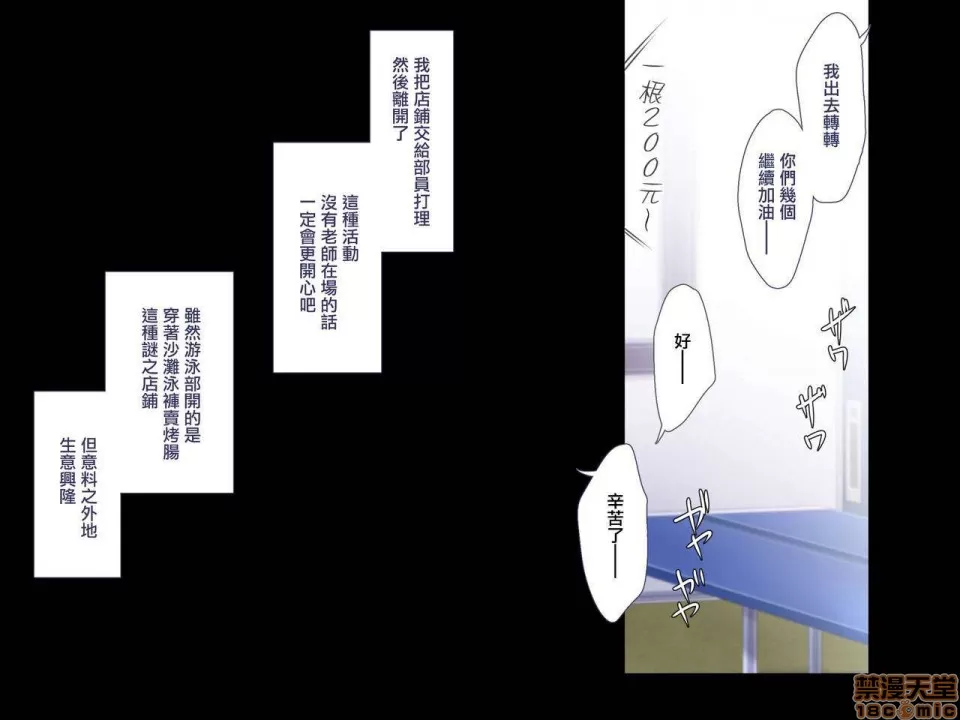 我出去轉轉
你們幾個
繼續加油——
一根200元～
好——
ザワ
ザワ
辛苦了——
ガヤ
ガヤ
我把店鋪交給部員打理
然後離開了
這種活動
沒有老師在場的話
一定會更開心吧
雖然游泳部開的是
穿著沙灘泳褲賣烤腸
這種謎之店鋪
但意料之外地
生意興隆
禁漫天堂
18comic